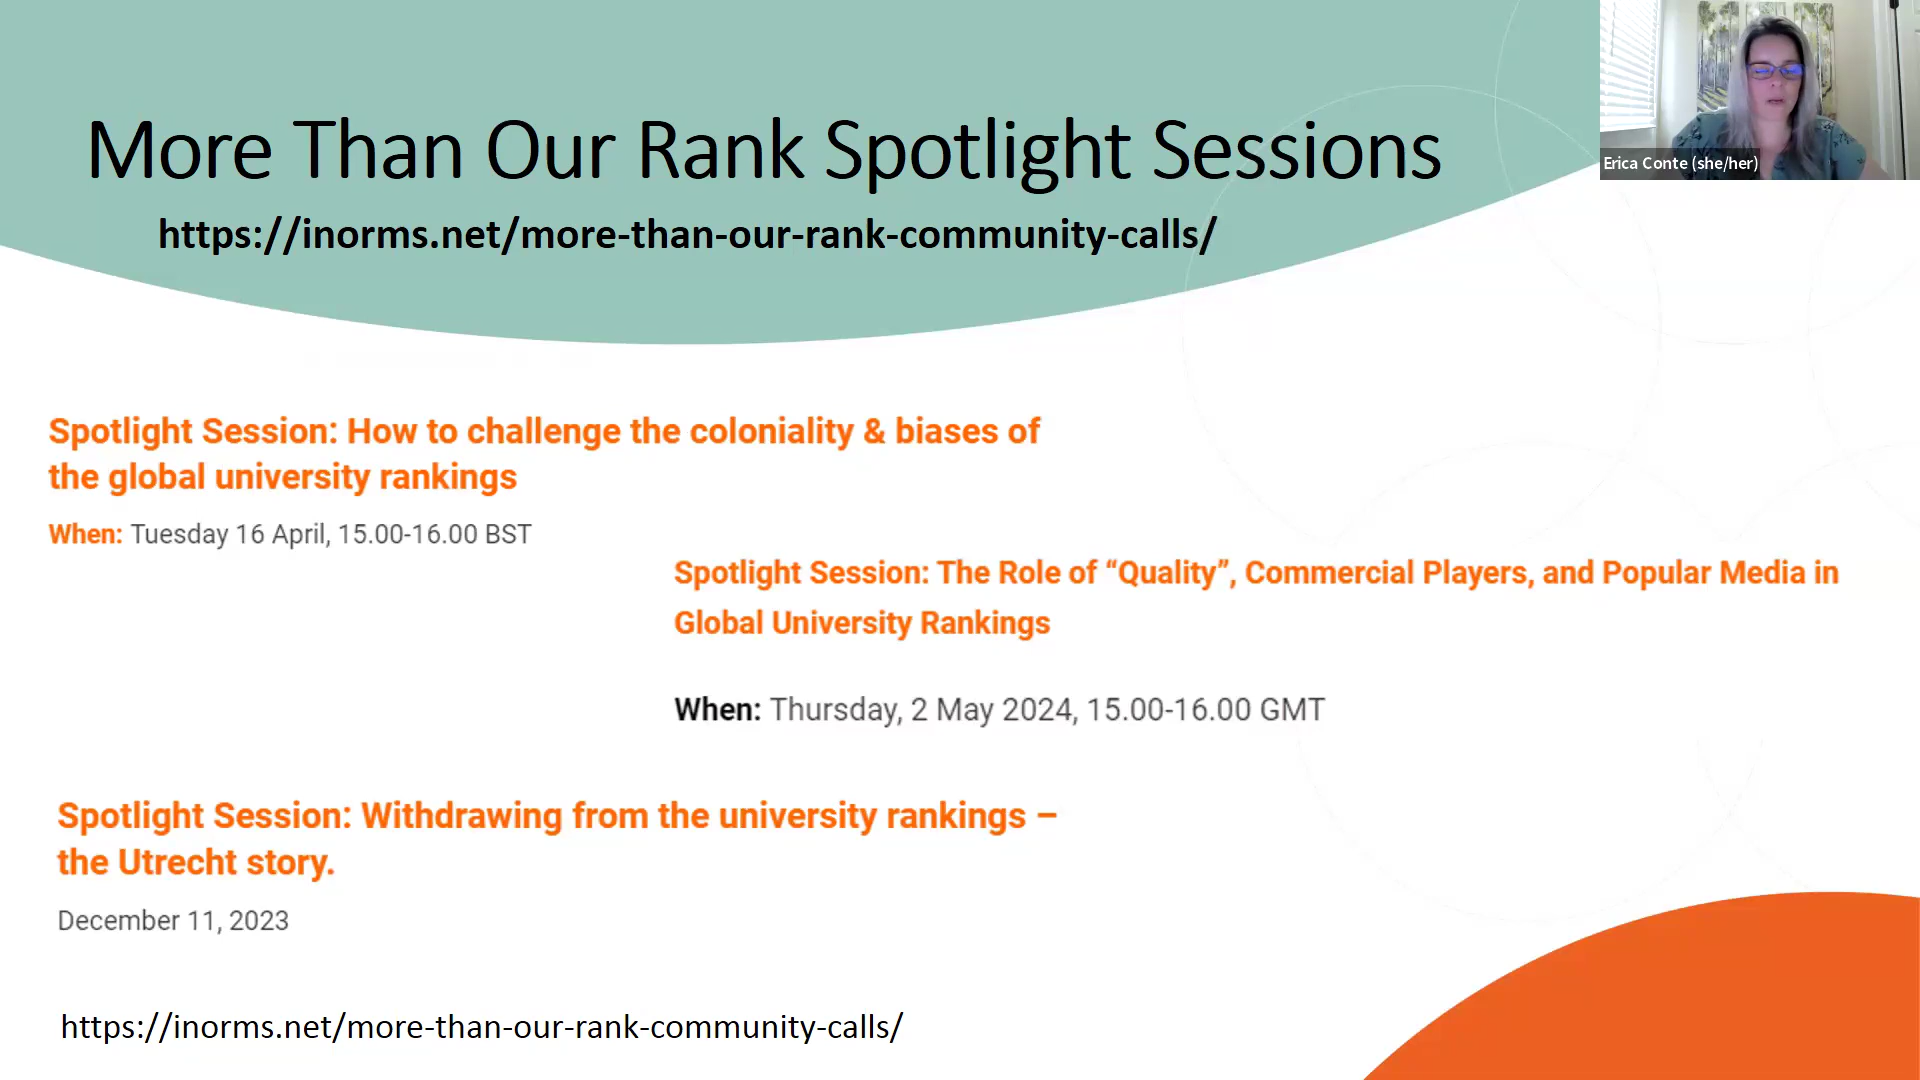 More Than Our Rank Spotlight Sessions
https://inorms.net/more-than-our-rank-community-calls/
Erica Conte (she/her)
Spotlight Session: How to challenge the coloniality & biases of
the global university rankings
When: Tuesday 16 April, 15.00-16.00 BST
Spotlight Session: The Role of “Quality”, Commercial Players, and Popular Media in
Global University Rankings
When: Thursday, 2 May 2024, 15.00-16.00 GMT
Spotlight Session: Withdrawing from the university rankings –
the Utrecht story.
December 11, 2023
https://inorms.net/more-than-our-rank-community-calls/